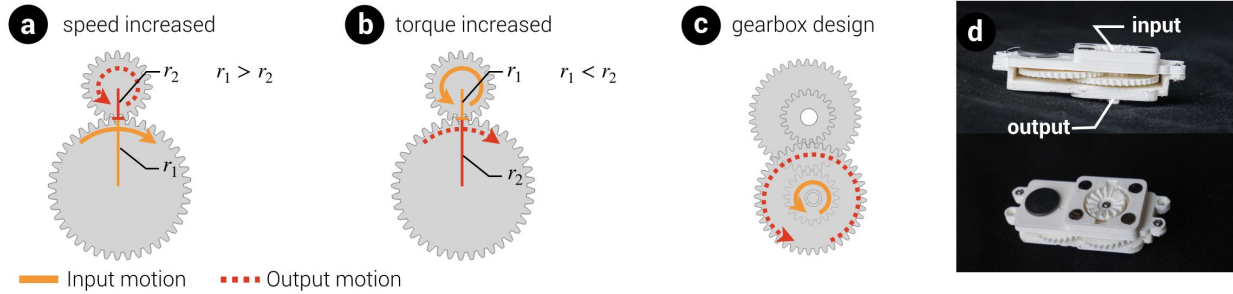 a speed increased
r₂ r₁ > r₂
r₁
b torque increased
r₁ r₁ < r₂
r₂
c gearbox design
d
input
output
Input motion Output motion